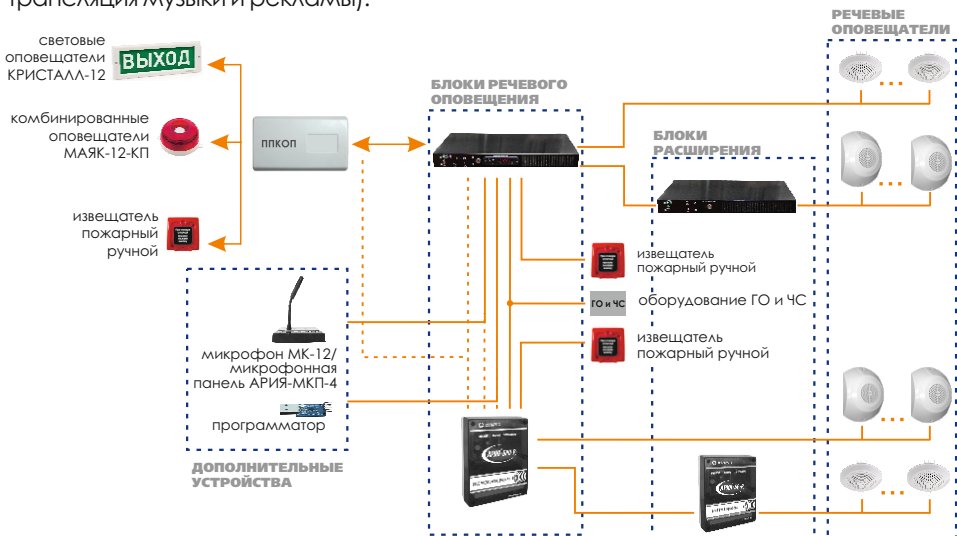 трансляция музыки и рекламы).
РЕЧЕВЫЕ
ОПОВЕЩАТЕЛИ
световые
оповещатели
КРИСТАЛЛ-12
ВЫХОД
БЛОКИ РЕЧЕВОГО
ОПОВЕЩЕНИЯ
комбинированные
оповещатели
МАЯК-12-КП
ППКОП
БЛОКИ
РАСШИРЕНИЯ
извещатель
пожарный
ручной
извещатель
пожарный ручной
ГО и ЧС
оборудование ГО и ЧС
извещатель
пожарный ручной
микрофон МК-12/
микрофонная
панель АРИЯ-МКП-4
программатор
ДОПОЛНИТЕЛЬНЫЕ
УСТРОЙСТВА